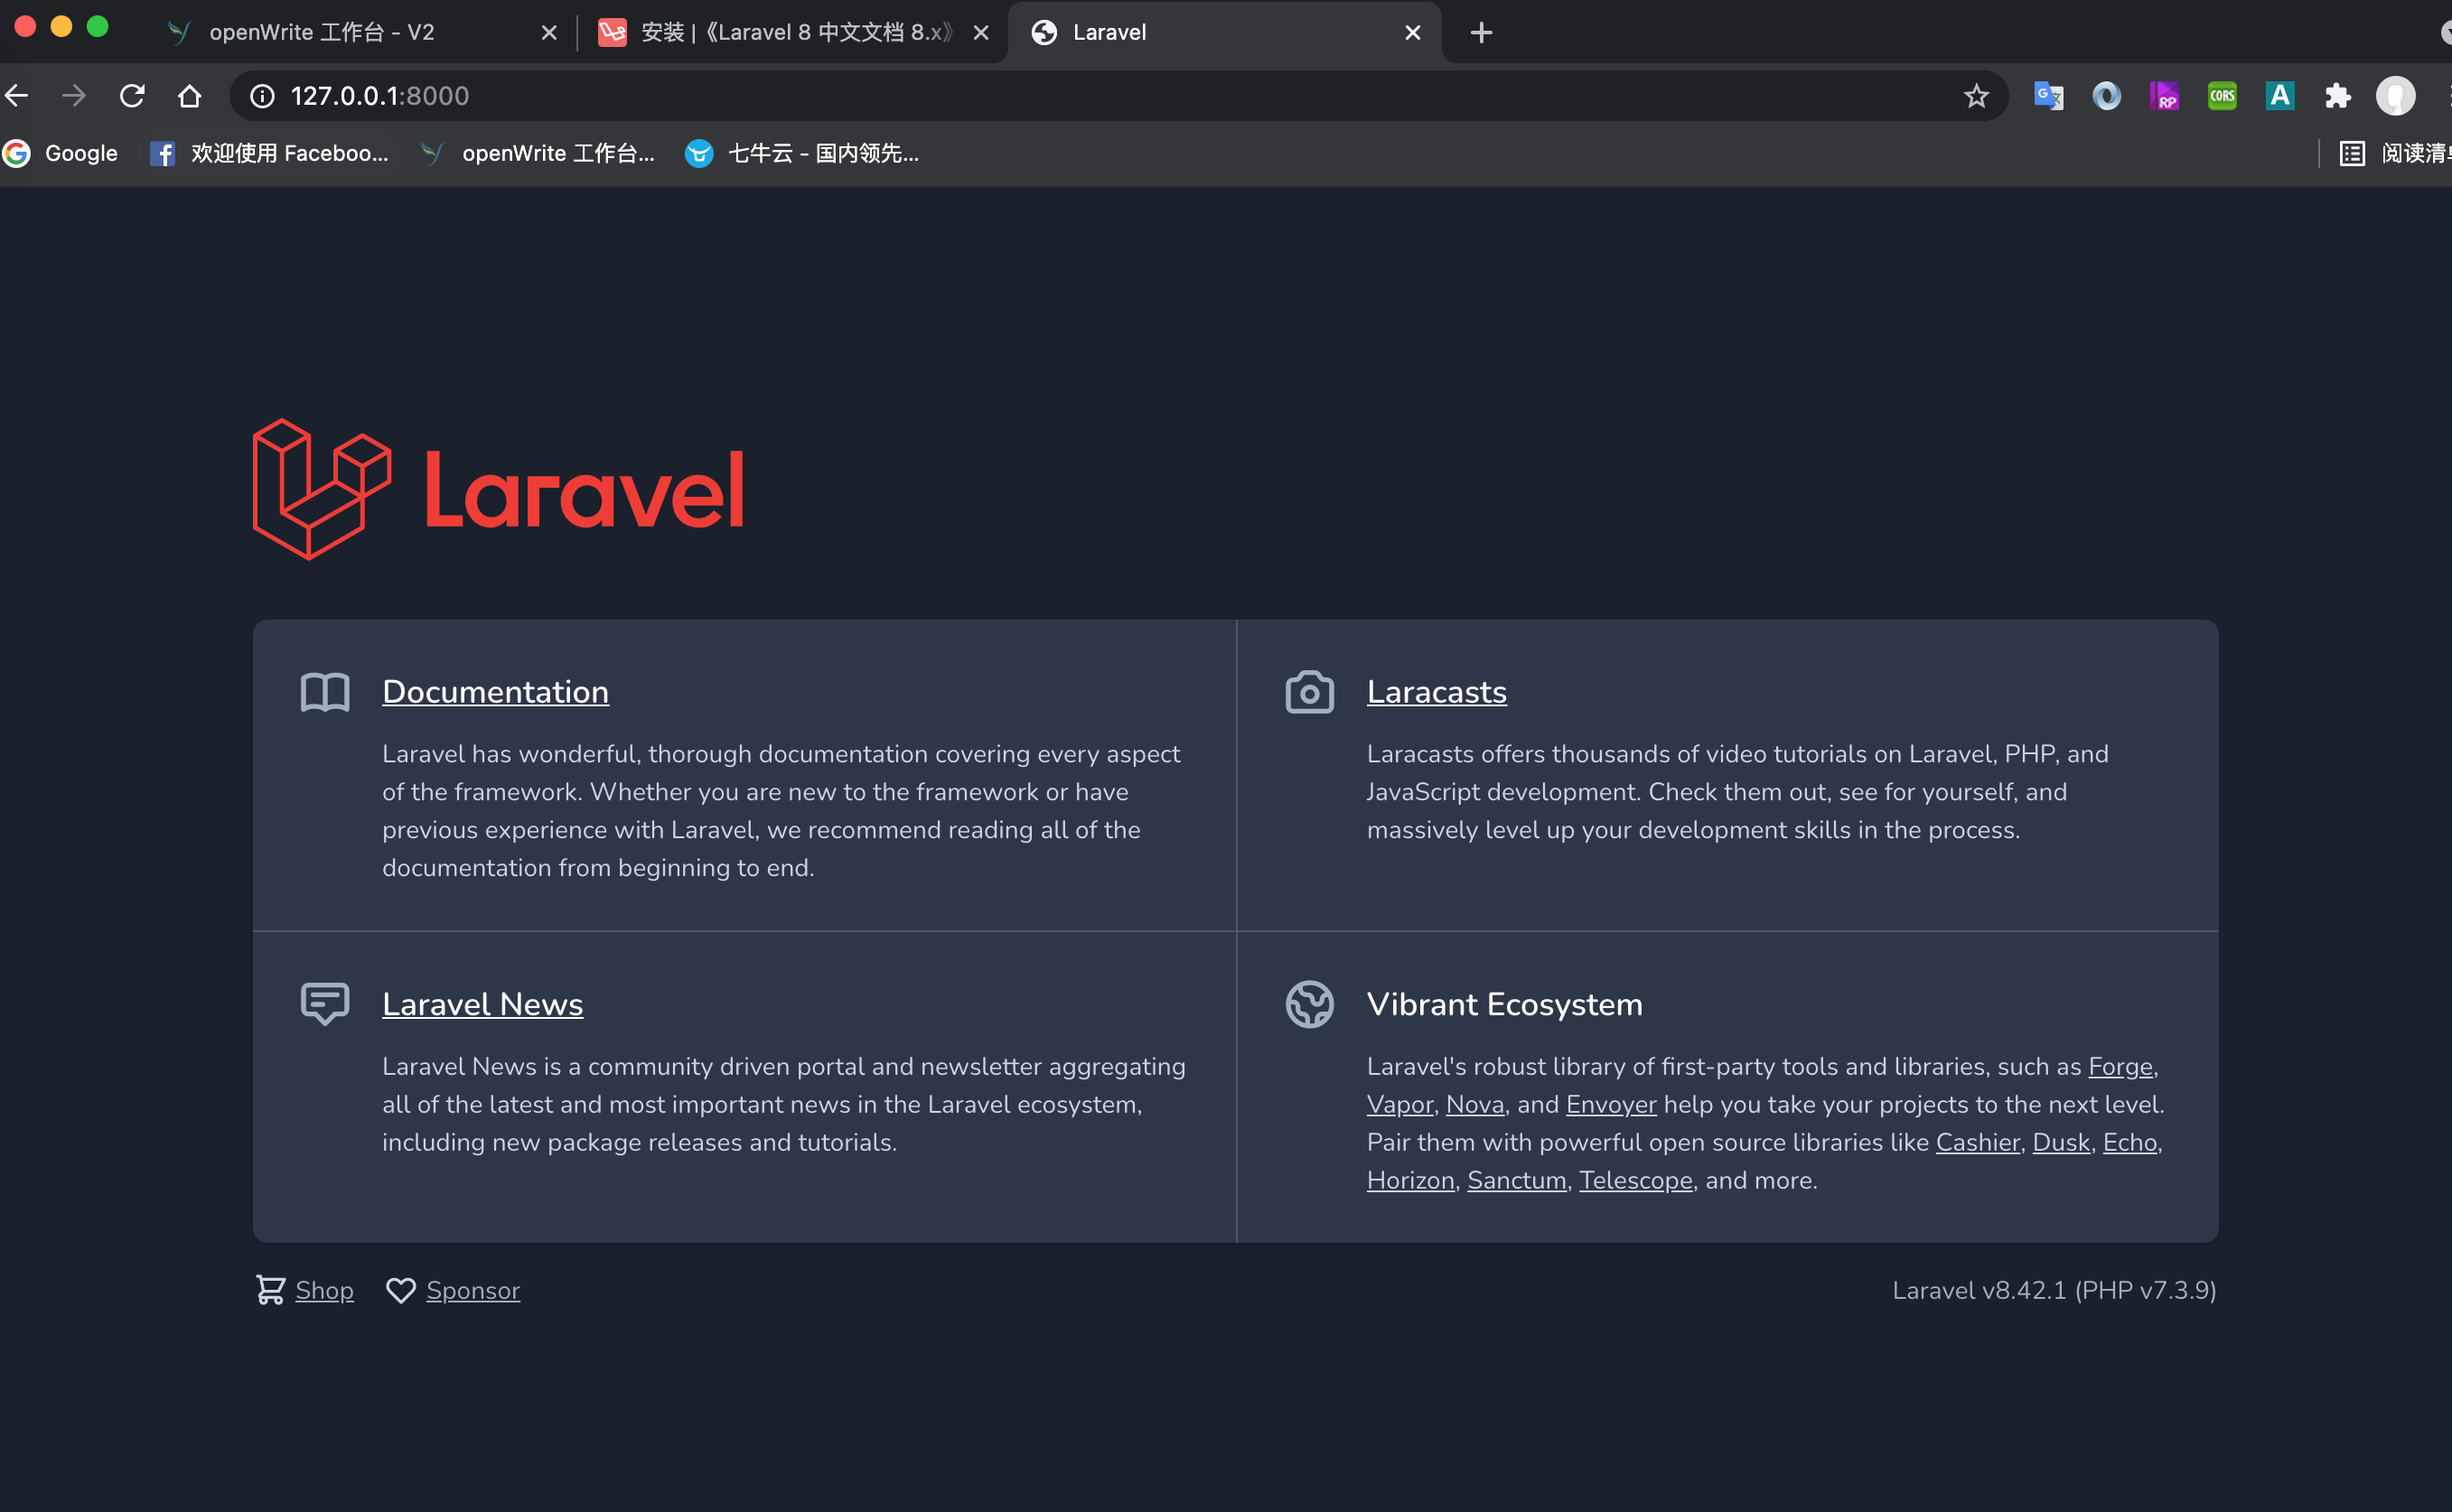 openWrite 工作台 - V2
安装 |《Laravel 8 中文文档 8.x》
Laravel
127.0.0.1:8000
G
RP
CORS
A
Google
欢迎使用 Faceboo...
openWrite 工作台...
七牛云 - 国内领先...
阅读清单
Laravel
Documentation
Laravel has wonderful, thorough documentation covering every aspect
of the framework. Whether you are new to the framework or have
previous experience with Laravel, we recommend reading all of the
documentation from beginning to end.
Laracasts
Laracasts offers thousands of video tutorials on Laravel, PHP, and
JavaScript development. Check them out, see for yourself, and
massively level up your development skills in the process.
Laravel News
Laravel News is a community driven portal and newsletter aggregating
all of the latest and most important news in the Laravel ecosystem,
including new package releases and tutorials.
Vibrant Ecosystem
Laravel's robust library of first-party tools and libraries, such as Forge,
Vapor, Nova, and Envoyer help you take your projects to the next level.
Pair them with powerful open source libraries like Cashier, Dusk, Echo,
Horizon, Sanctum, Telescope, and more.
Shop
Sponsor
Laravel v8.42.1 (PHP v7.3.9)